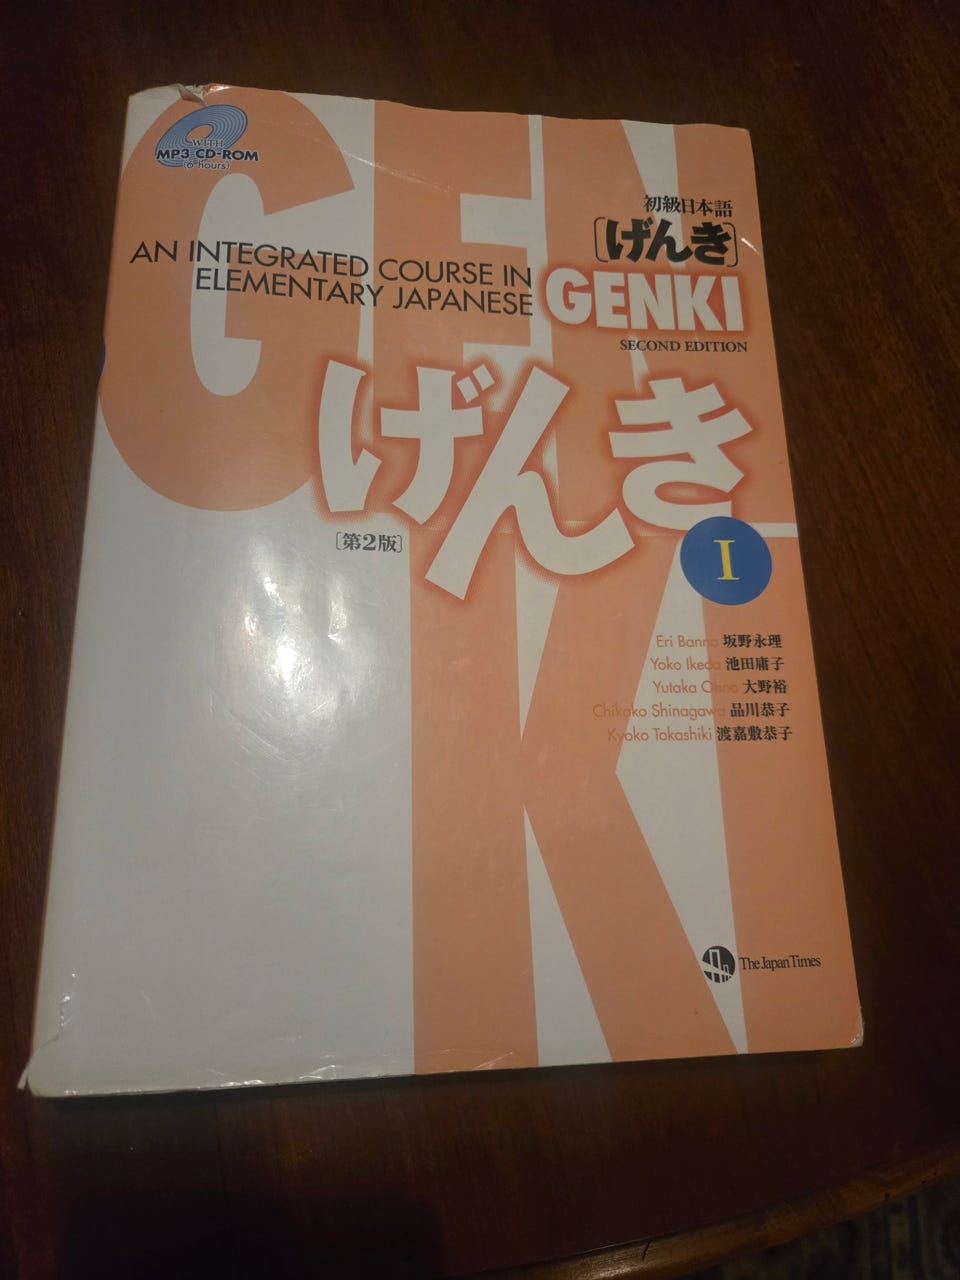 WITH
MP3 CD-ROM
(6 hours)
初級日本語
[げんき]
AN INTEGRATED COURSE IN
ELEMENTARY JAPANESE
GENKI
SECOND EDITION
GEN
げんき
[第2版]
I
KI
Eri Banno 坂野永理
Yoko Ikeda 池田庸子
Yutaka Ohno 大野裕
Chikako Shinagawa 品川恭子
Kyoko Tokashiki 渡嘉敷恭子
The Japan Times